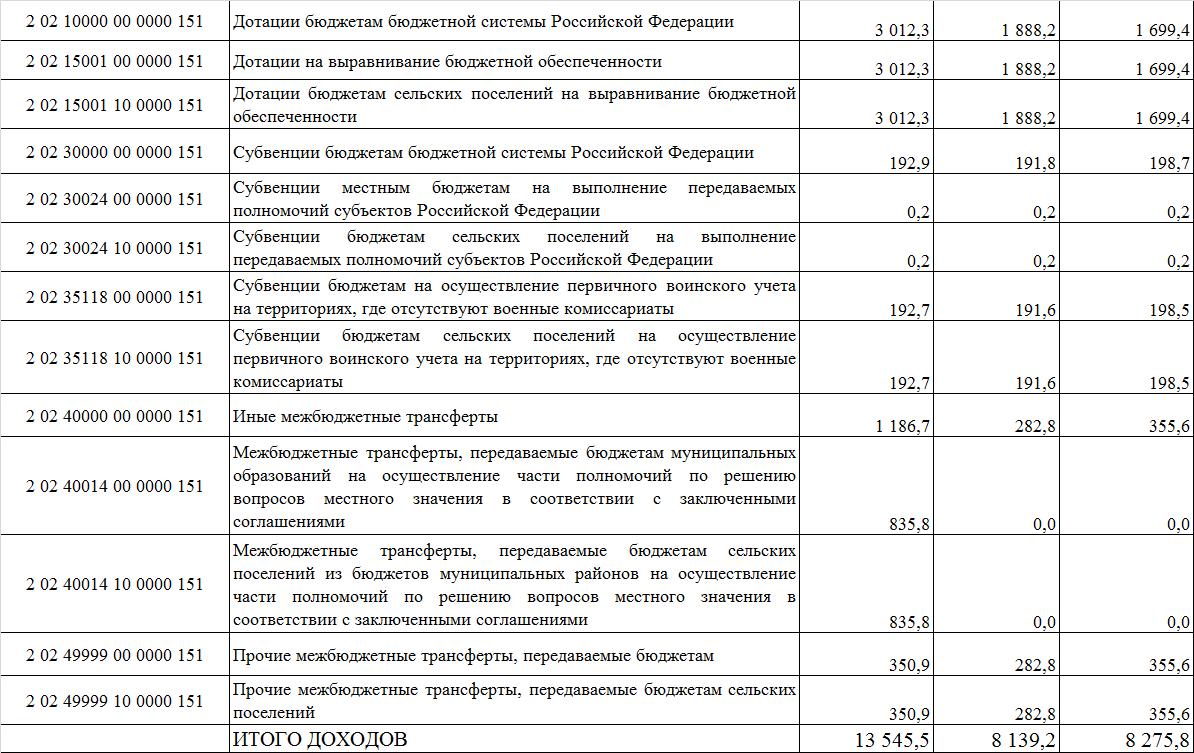 2 02 10000 00 0000 151 Дотации бюджетам бюджетной системы Российской Федерации 3 012,3 1 888,2 1 699,4
2 02 15001 00 0000 151 Дотации на выравнивание бюджетной обеспеченности 3 012,3 1 888,2 1 699,4
2 02 15001 10 0000 151 Дотации бюджетам сельских поселений на выравнивание бюджетной
обеспеченности 3 012,3 1 888,2 1 699,4
2 02 30000 00 0000 151 Субвенции бюджетам бюджетной системы Российской Федерации 192,9 191,8 198,7
2 02 30024 00 0000 151 Субвенции местным бюджетам на выполнение передаваемых
полномочий субъектов Российской Федерации 0,2 0,2 0,2
2 02 30024 10 0000 151 Субвенции бюджетам сельских поселений на выполнение
передаваемых полномочий субъектов Российской Федерации 0,2 0,2 0,2
2 02 35118 00 0000 151 Субвенции бюджетам на осуществление первичного воинского учета
на территориях, где отсутствуют военные комиссариаты 192,7 191,6 198,5
Субвенции бюджетам сельских поселений на осуществление
2 02 35118 10 0000 151 первичного воинского учета на территориях, где отсутствуют военные
комиссариаты 192,7 191,6 198,5
2 02 40000 00 0000 151 Иные межбюджетные трансферты 1 186,7 282,8 355,6
Межбюджетные трансферты, передаваемые бюджетам муниципальных
2 02 40014 00 0000 151 образований на осуществление части полномочий по решению
вопросов местного значения в соответствии с заключенными
соглашениями 835,8 0,0 0,0
Межбюджетные трансферты, передаваемые бюджетам сельских
2 02 40014 10 0000 151 поселений из бюджетов муниципальных районов на осуществление
части полномочий по решению вопросов местного значения в
соответствии с заключенными соглашениями 835,8 0,0 0,0
2 02 49999 00 0000 151 Прочие межбюджетные трансферты, передаваемые бюджетам 350,9 282,8 355,6
2 02 49999 10 0000 151 Прочие межбюджетные трансферты, передаваемые бюджетам сельских
поселений 350,9 282,8 355,6
ИТОГО ДОХОДОВ 13 545,5 8 139,2 8 275,8